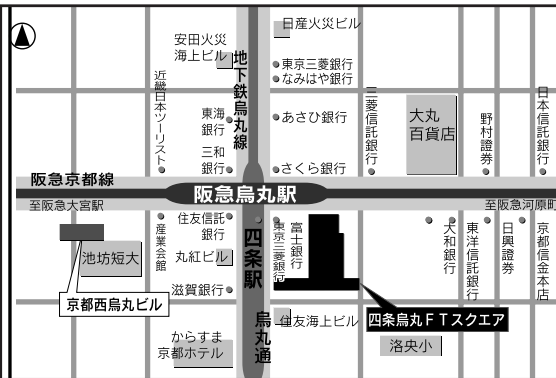 日産火災ビル
安田火災
海上ビル
地下鉄烏丸線
東京三菱銀行
なみはや銀行
近畿日本ツーリスト
東海
銀行
あさひ銀行
三菱信託銀行
大丸
百貨店
野村證券
日本信託銀行
三和
銀行
さくら銀行
阪急京都線
阪急烏丸駅
至阪急大宮駅
至阪急河原町
産業会館
住友信託
銀行
四条駅
東京三菱銀行
富士銀行
大和銀行
東洋信託銀行
日興證券
京都信金本店
池坊短大
丸紅ビル
京都西烏丸ビル
滋賀銀行
烏丸通
住友海上ビル
四条烏丸ＦＴスクエア
からすま
京都ホテル
洛央小